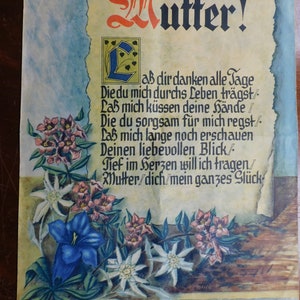 Mutter!
Laß dir danken alle Tage
Die du mich durchs Leben trägst/
Laß mich küssen deine Hände/
Die du sorgsam für mich regst/
Laß mich lange noch erschauen
Deinen liebevollen Blick/
Tief im Herzen will ich tragen/
Mutter/dich/mein ganzes Glück